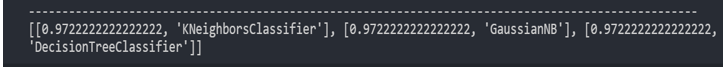 ----------------------------------------------------------------------------------------------------
[[0.9722222222222222, 'KNeighborsClassifier'], [0.9722222222222222, 'GaussianNB'], [0.9722222222222222,
'DecisionTreeClassifier']]